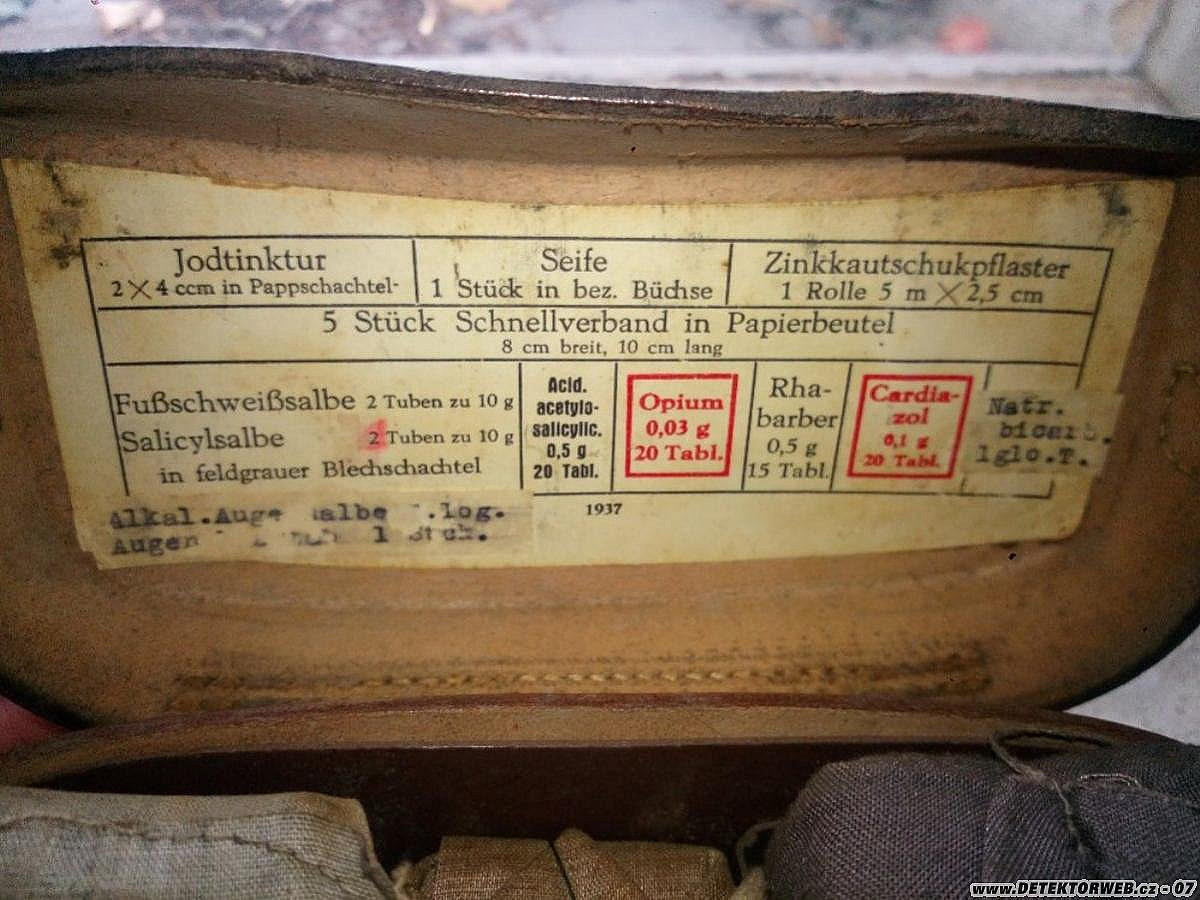 Jodtinktur
2 × 4 ccm in Pappschachtel-
Seife
1 Stück in bez. Büchse
Zinkkautschukpflaster
1 Rolle 5 m × 2,5 cm
5 Stück Schnellverband in Papierbeutel
8 cm breit, 10 cm lang
Fußschweißsalbe 2 Tuben zu 10 g
Salicylsalbe 2 Tuben zu 10 g
in feldgrauer Blechschachtel
Acid.
acetylo-
salicylic.
0,5 g
20 Tabl.
Opium
0,03 g
20 Tabl.
Rha-
barber
0,5 g
15 Tabl.
Cardia-
zol
0,1 g
20 Tabl.
Natr.
bicarb.
1glo.T.
Alkal.Auge salbe .log.
Augen 1 Stck.
1937
www.DETEKTORWEB.cz - 07